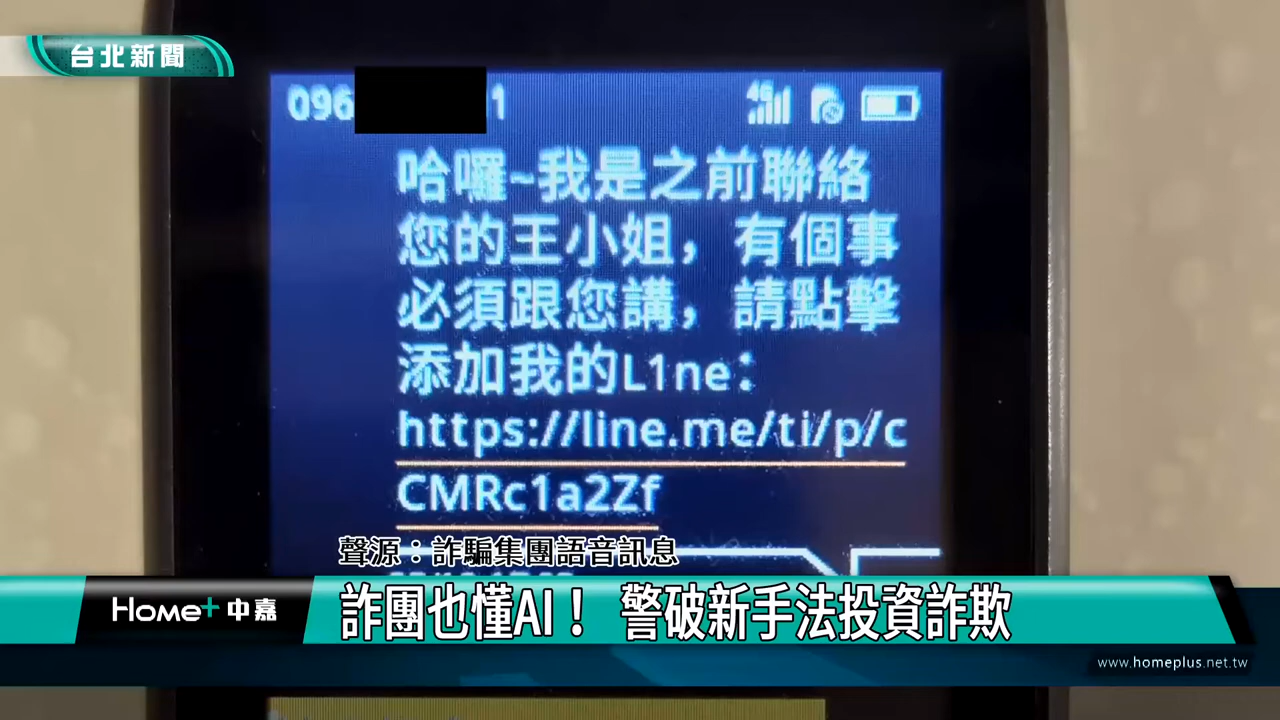 台北新聞
096 1
4G
哈囉~我是之前聯絡
您的王小姐，有個事
必須跟您講，請點擊
添加我的L1ne：
https://line.me/ti/p/c
CMRc1a2Zf
聲源：詐騙集團語音訊息
Home+中嘉
詐團也懂AI！ 警破新手法投資詐欺
www.homeplus.net.tw